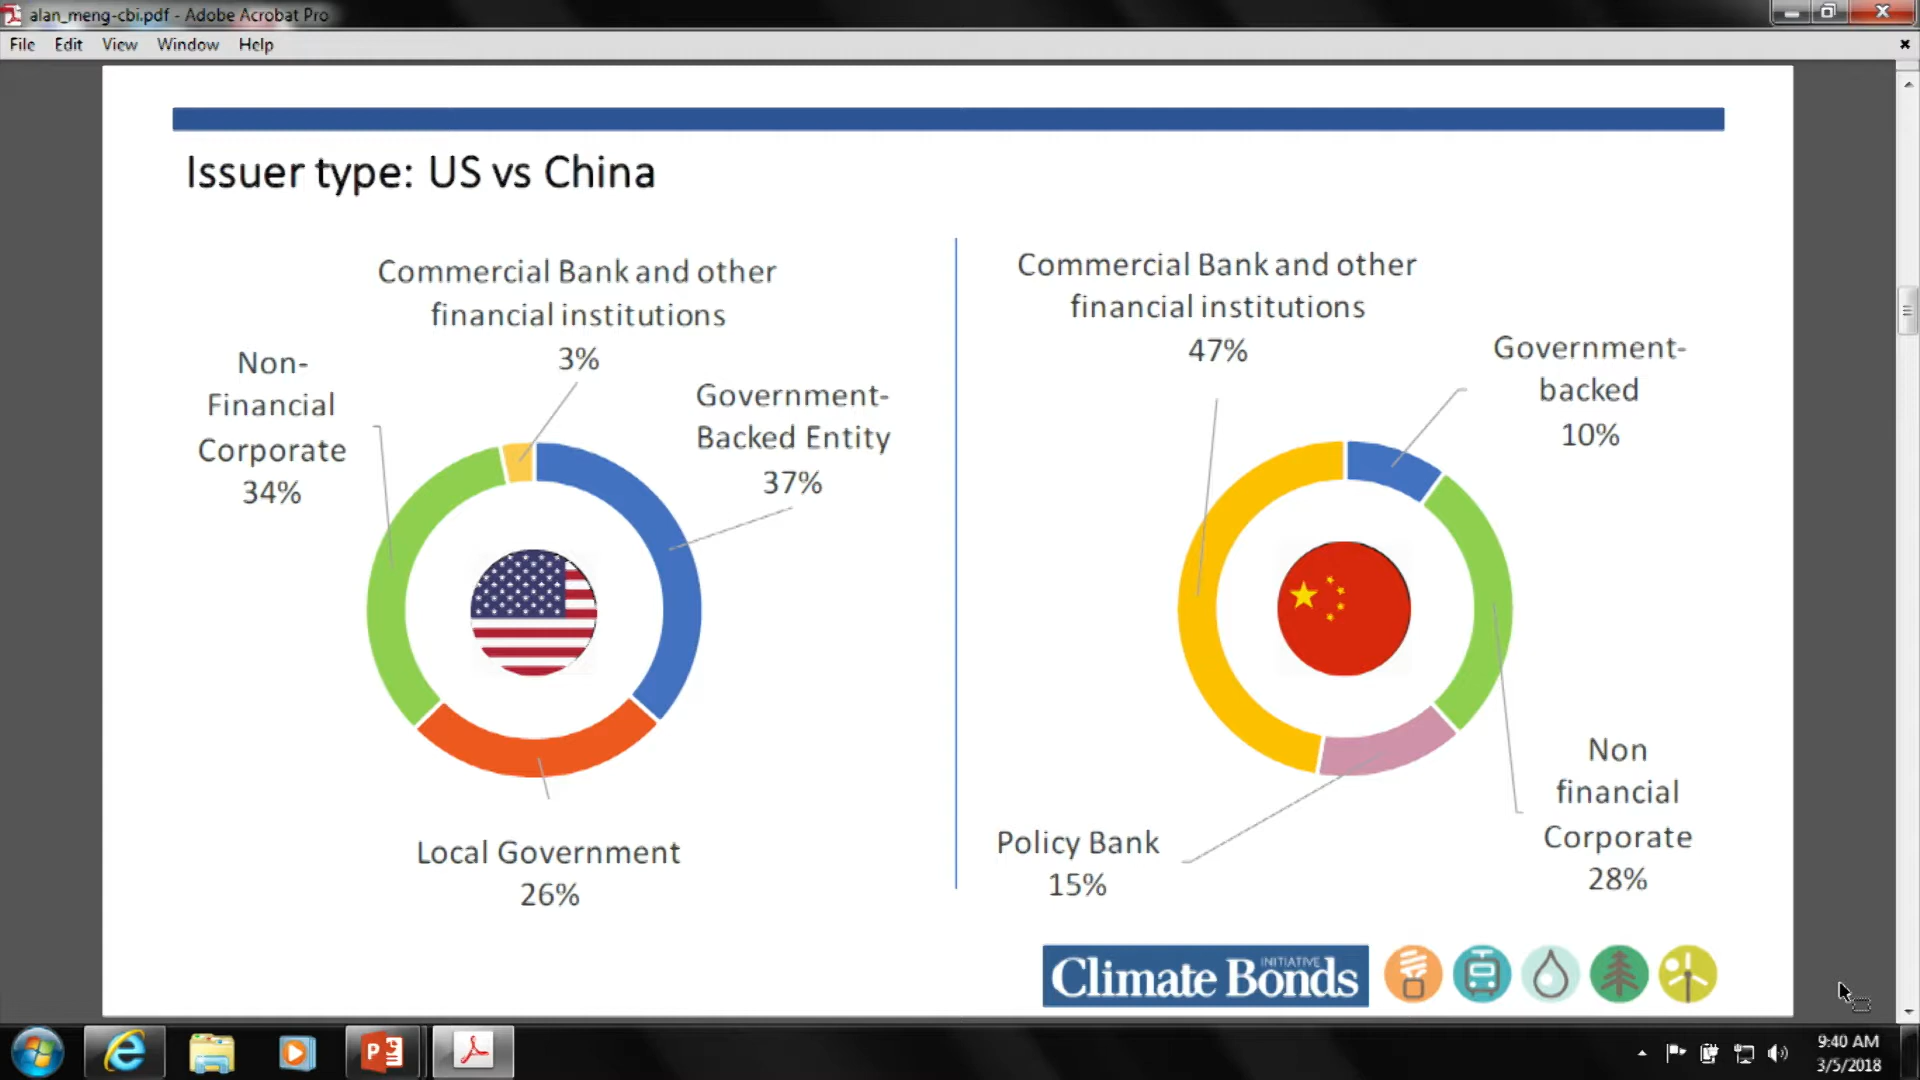 alan_meng-cbi.pdf - Adobe Acrobat Pro
File Edit View Window Help
Issuer type: US vs China
Commercial Bank and other
financial institutions
3%
Non-
Financial
Corporate
34%
Government-
Backed Entity
37%
Local Government
26%
Commercial Bank and other
financial institutions
47%
Government-
backed
10%
Policy Bank
15%
Non
financial
Corporate
28%
Climate Bonds
INITIATIVE
9:40 AM
3/5/2018